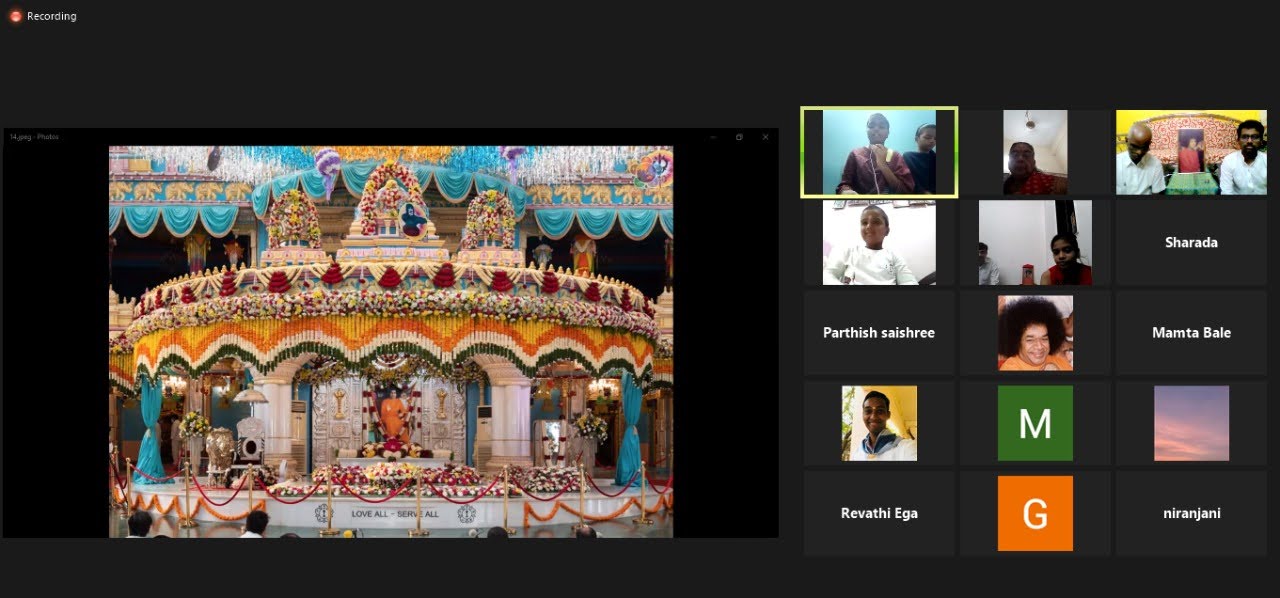 Recording
14.jpeg - Photos
LOVE ALL - SERVE ALL
Sharada
Parthish saishree
Mamta Bale
M
Revathi Ega
G
niranjani